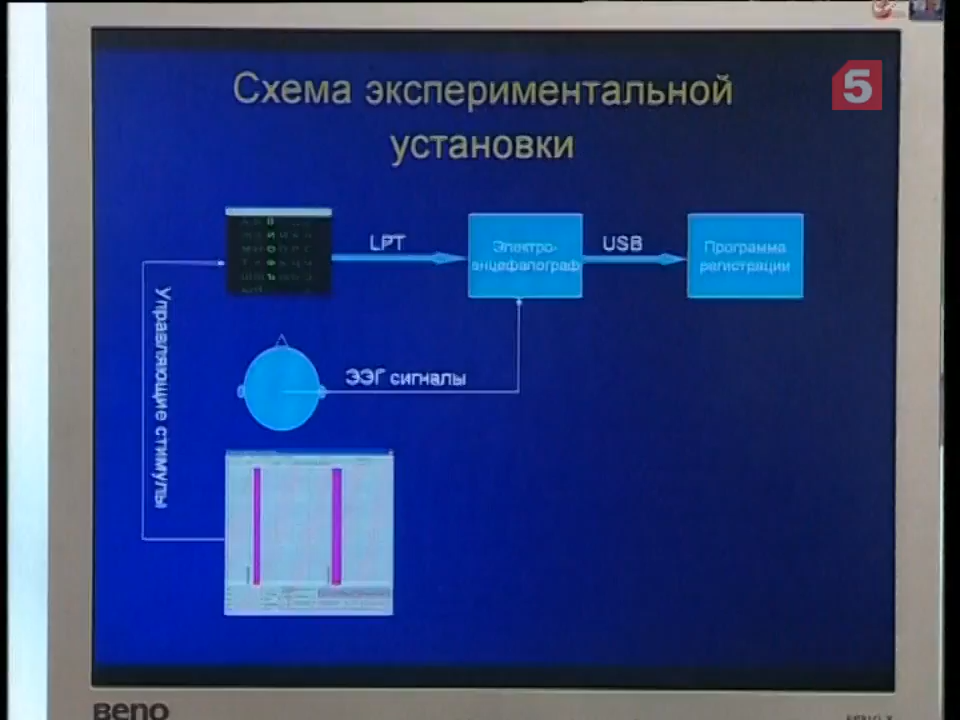 Схема экспериментальной
установки
5
LPT
Электро-
энцефалограф
USB
Программа
регистрации
Управляющие стимулы
ЭЭГ сигналы
BenQ